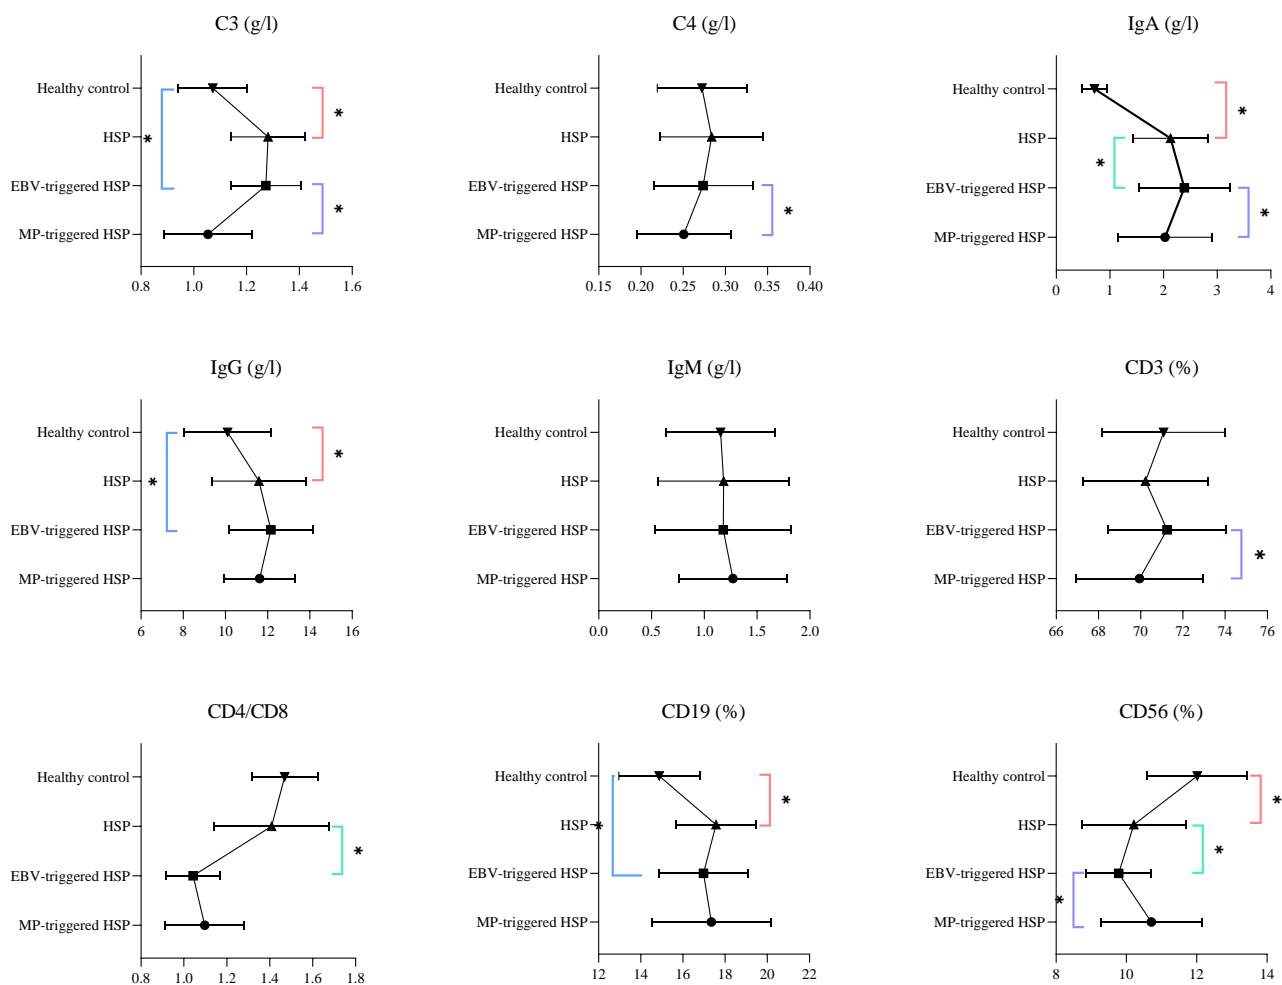 C3 (g/l)
Healthy control
HSP
EBV-triggered HSP
MP-triggered HSP
*
*
*
0.8 1.0 1.2 1.4 1.6
C4 (g/l)
Healthy control
HSP
EBV-triggered HSP
MP-triggered HSP
*
0.15 0.20 0.25 0.30 0.35 0.40
IgA (g/l)
Healthy control
HSP
EBV-triggered HSP
MP-triggered HSP
*
*
*
0 1 2 3 4
IgG (g/l)
Healthy control
HSP
EBV-triggered HSP
MP-triggered HSP
*
*
6 8 10 12 14 16
IgM (g/l)
Healthy control
HSP
EBV-triggered HSP
MP-triggered HSP
0.0 0.5 1.0 1.5 2.0
CD3 (%)
Healthy control
HSP
EBV-triggered HSP
MP-triggered HSP
*
66 68 70 72 74 76
CD4/CD8
Healthy control
HSP
EBV-triggered HSP
MP-triggered HSP
*
0.8 1.0 1.2 1.4 1.6 1.8
CD19 (%)
Healthy control
HSP
EBV-triggered HSP
MP-triggered HSP
*
*
12 14 16 18 20 22
CD56 (%)
Healthy control
HSP
EBV-triggered HSP
MP-triggered HSP
*
*
*
8 10 12 14